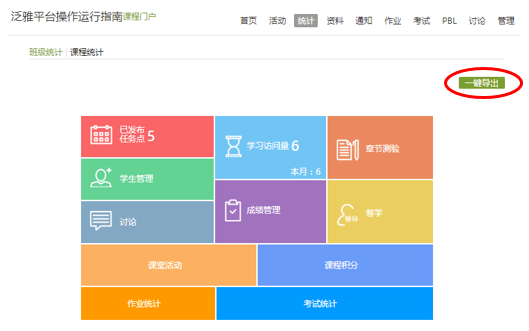 泛雅平台操作运行指南课程门户
首页 活动 统计 资料 通知 作业 考试 PBL 讨论 管理
班级统计 | 课程统计
一键导出
已发布
任务点 5
学习访问量 6
本月：6
章节测验
学生管理
讨论
成绩管理
督导
督学
课堂活动
课程积分
作业统计
考试统计